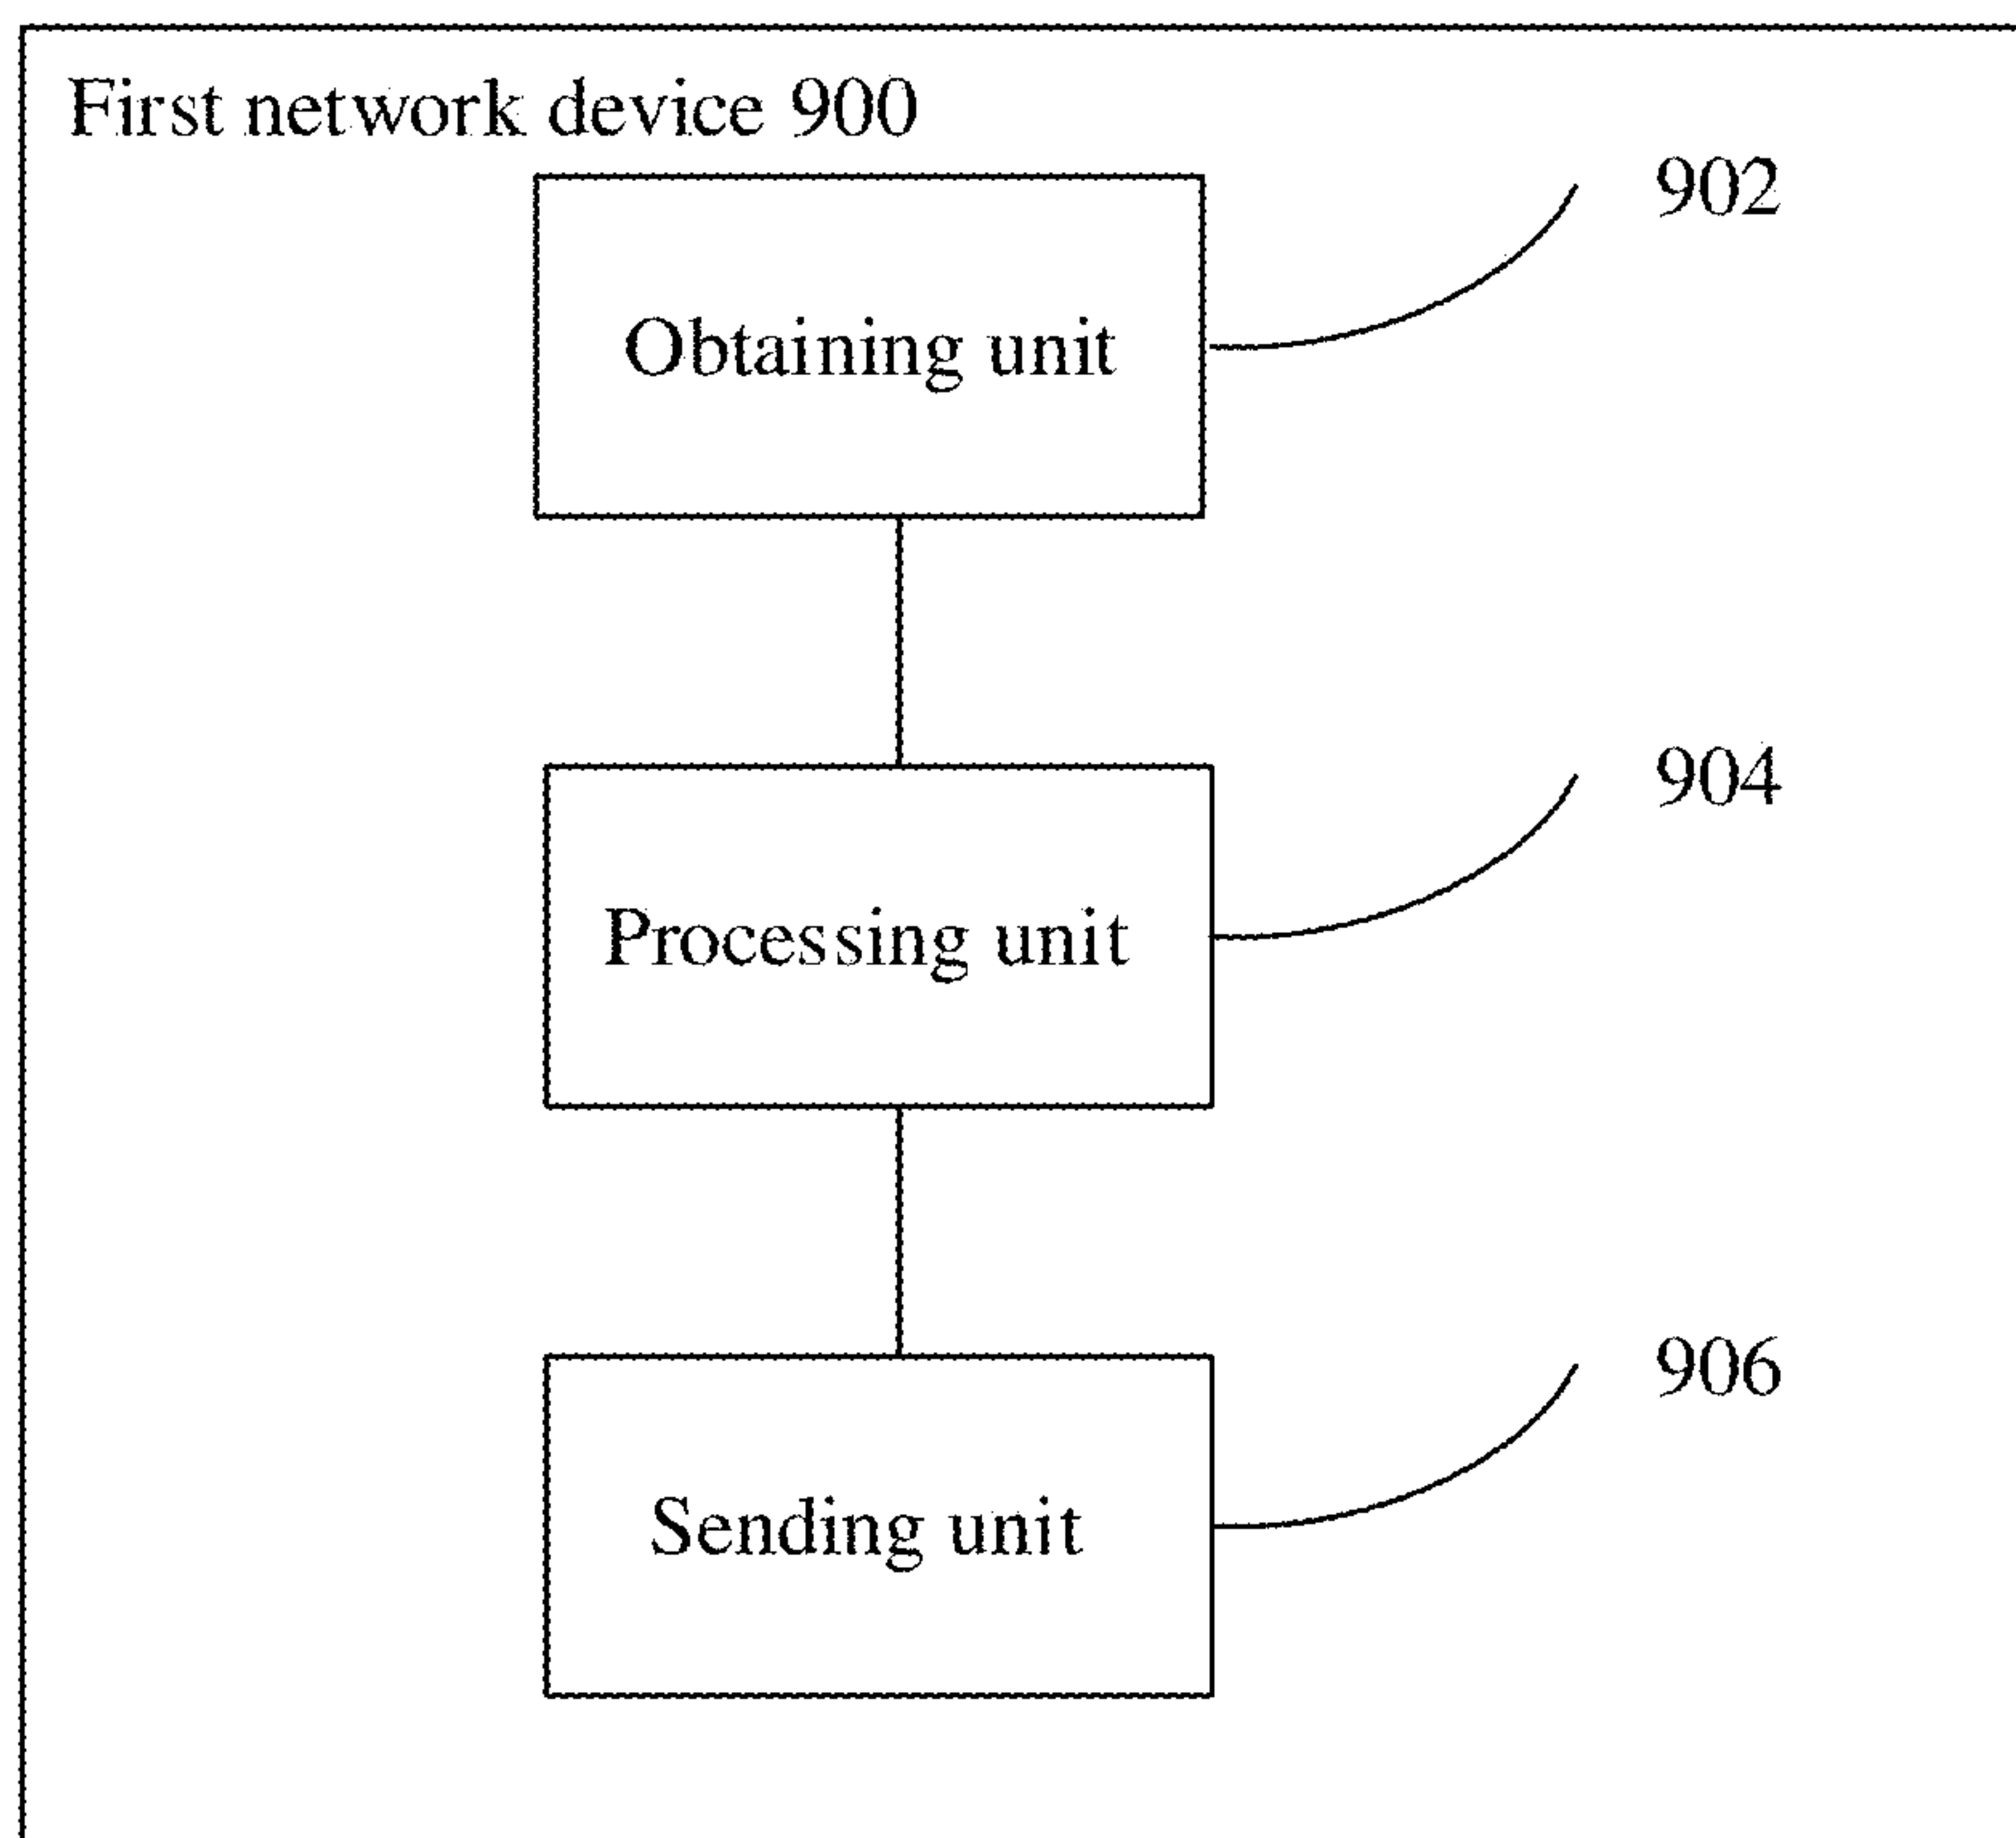 First network device 900
902
Obtaining unit
904
Processing unit
906
Sending unit